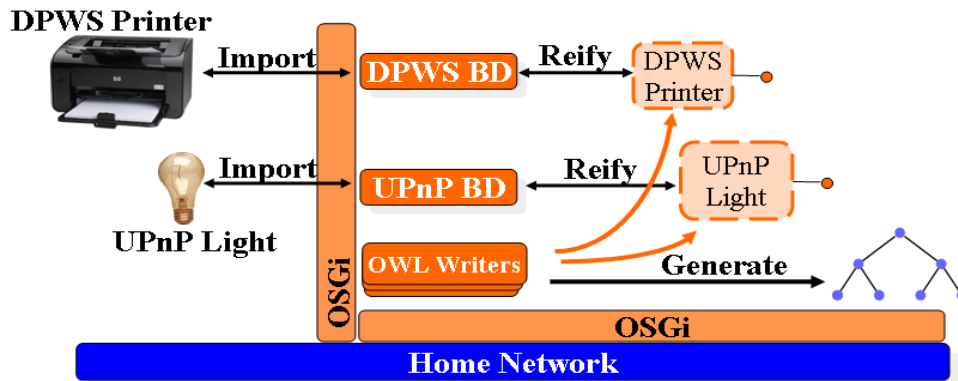 DPWS Printer
Import
DPWS BD
Reify
DPWS
Printer
Import
UPnP BD
Reify
UPnP
Light
UPnP Light
OSGi
OWL Writers
Generate
OSGi
Home Network